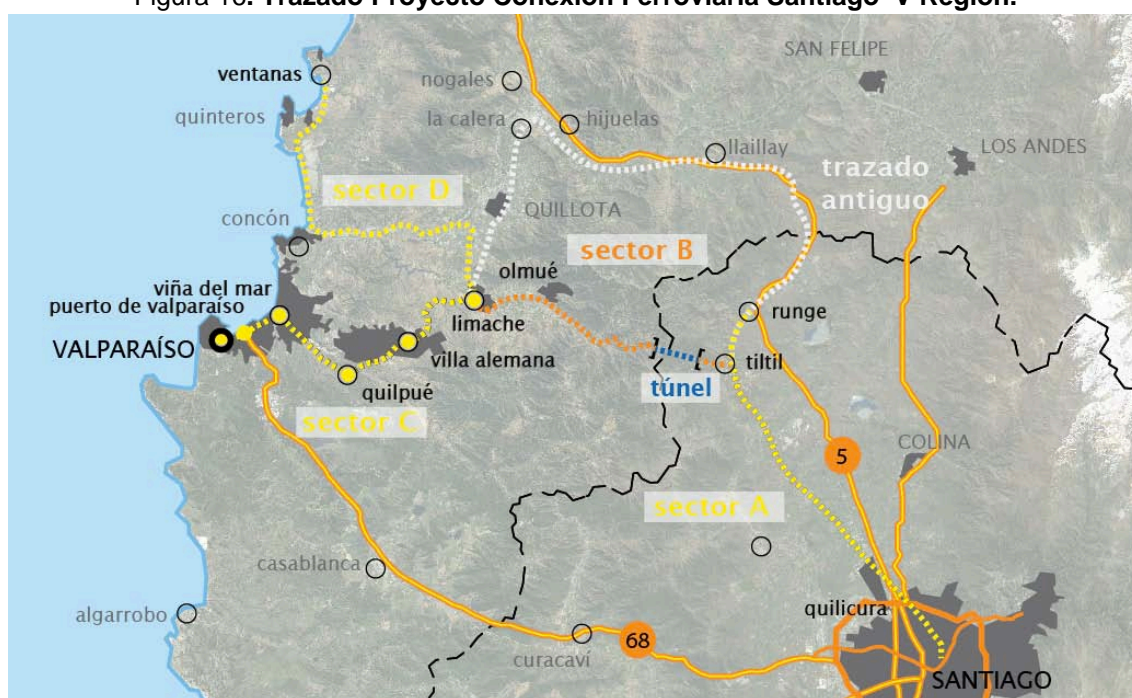 Figura 16. Trazado Proyecto Conexión Ferroviaria Santiago-V Región.
SAN FELIPE
ventanas
nogales
quinteros
la calera
hijuelas
llaillay
LOS ANDES
trazado
antiguo
sector D
QUILLOTA
concón
sector B
olmué
viña del mar
puerto de valparaíso
limache
runge
VALPARAÍSO
villa alemana
tiltil
quilpué
túnel
sector C
5
COLINA
sector A
casablanca
quilicura
algarrobo
68
curacaví
SANTIAGO